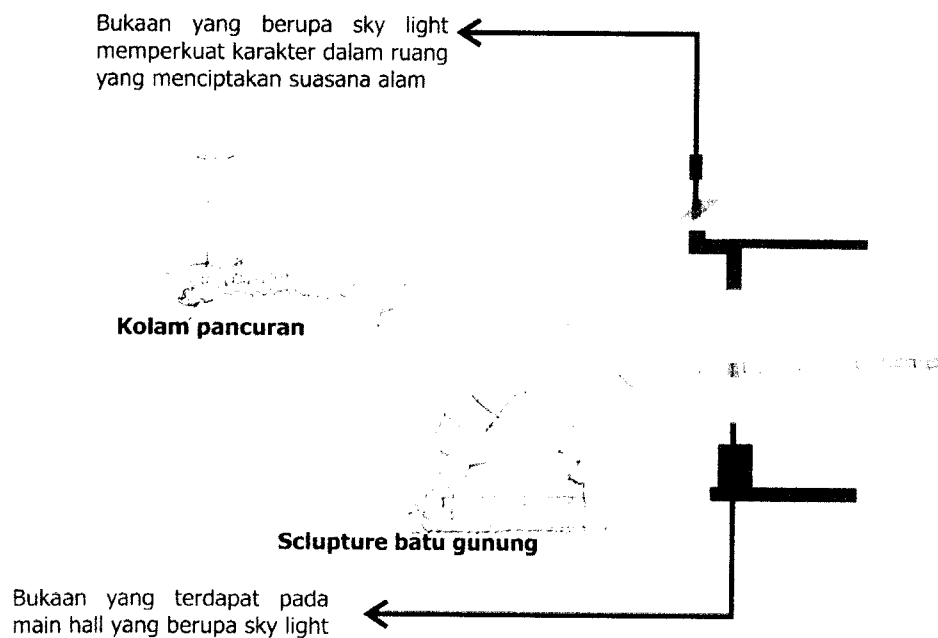 Bukaan yang berupa sky light
memperkuat karakter dalam ruang
yang menciptakan suasana alam
Kolam pancuran
Sclupture batu gunung
Bukaan yang terdapat pada
main hall yang berupa sky light